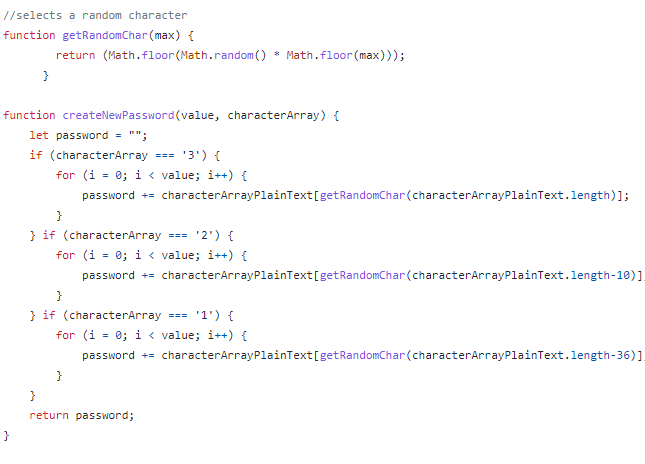 //selects a random character
function getRandomChar(max) {
        return (Math.floor(Math.random() * Math.floor(max)));
      }

function createNewPassword(value, characterArray) {
    let password = "";
    if (characterArray === '3') {
        for (i = 0; i < value; i++) {
            password += characterArrayPlainText[getRandomChar(characterArrayPlainText.length)];
        }
    } if (characterArray === '2') {
        for (i = 0; i < value; i++) {
            password += characterArrayPlainText[getRandomChar(characterArrayPlainText.length-10)]
        }
    } if (characterArray === '1') {
        for (i = 0; i < value; i++) {
            password += characterArrayPlainText[getRandomChar(characterArrayPlainText.length-36)]
        }
    }
    return password;
}